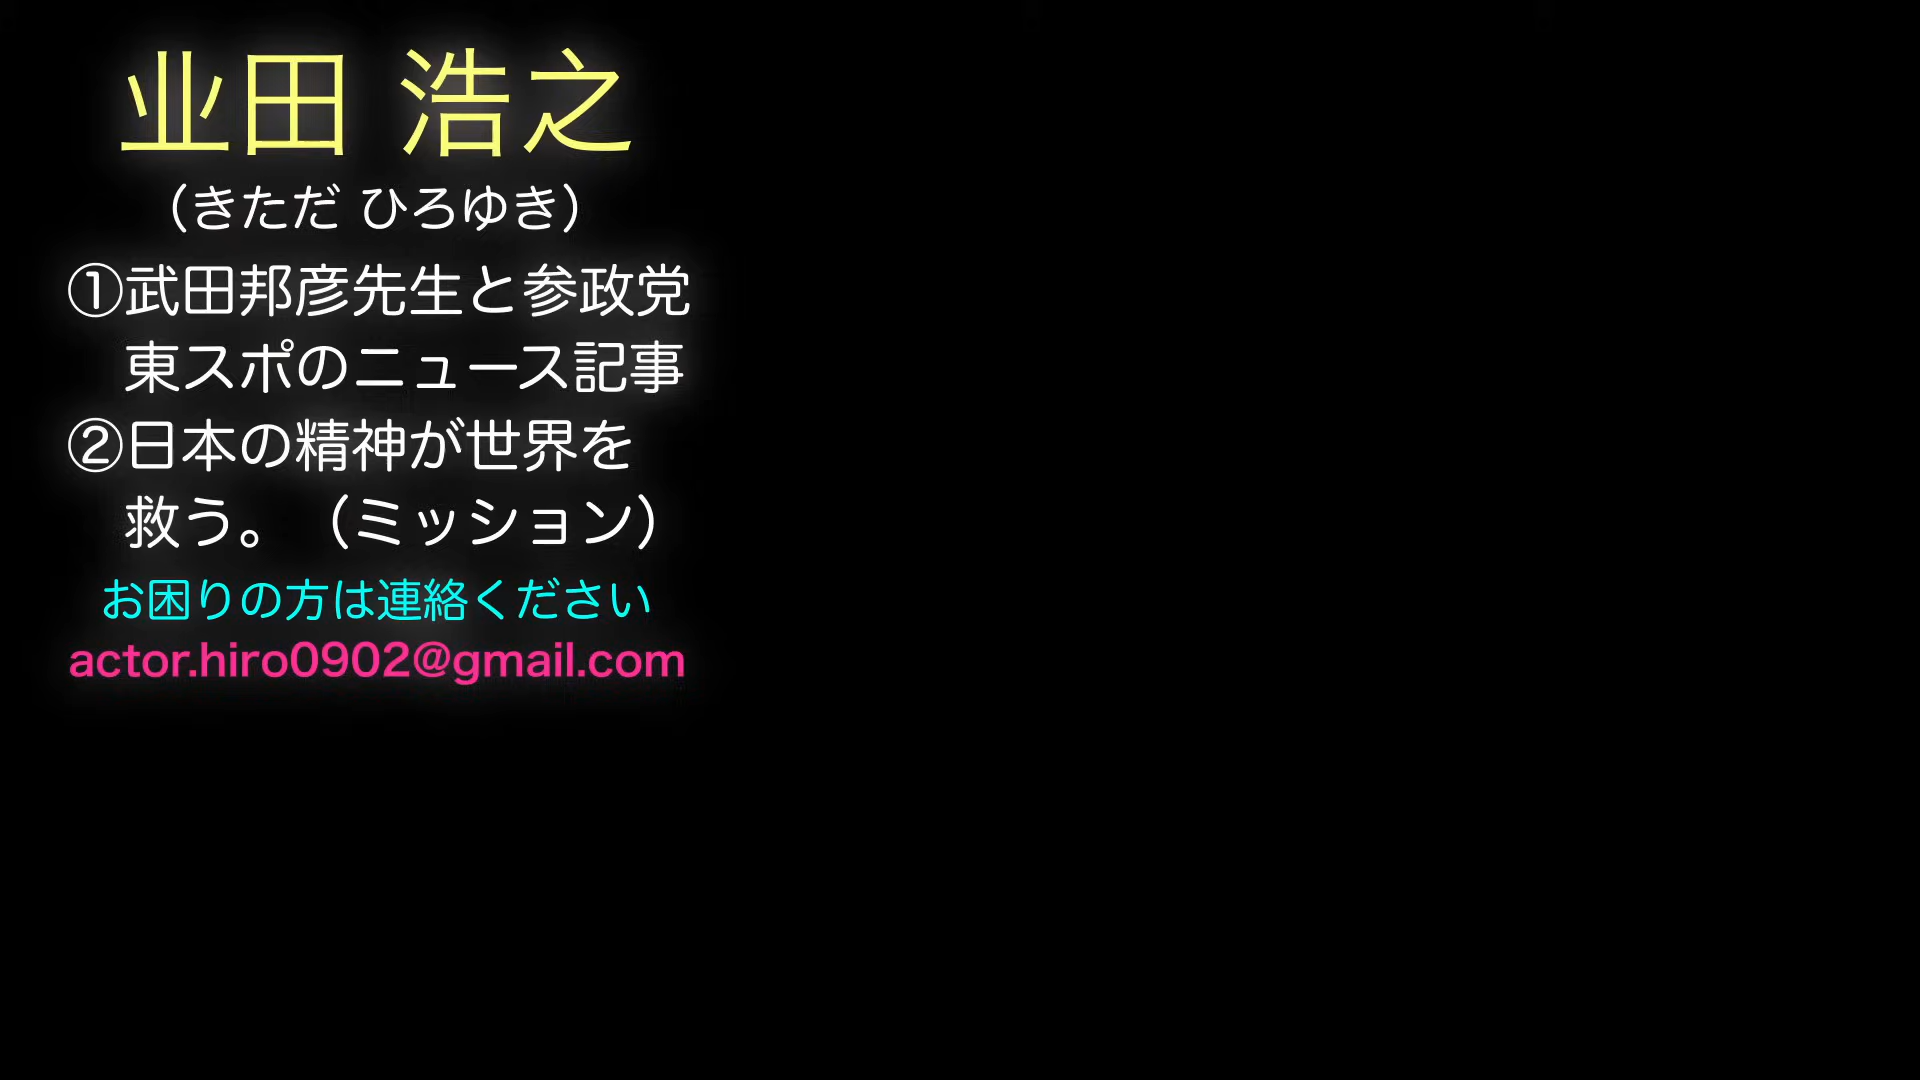 业田 浩之
（きただ ひろゆき）
①武田邦彦先生と参政党
東スポのニュース記事
②日本の精神が世界を
救う。（ミッション）
お困りの方は連絡ください
actor.hiro0902@gmail.com